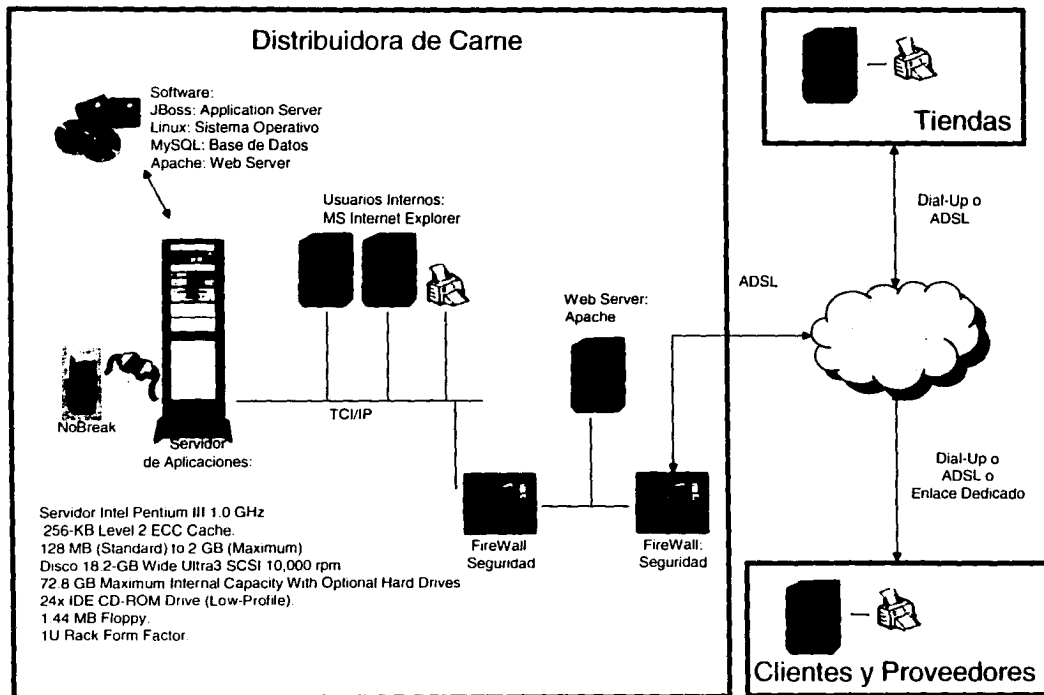 Distribuidora de Carne
Software:
JBoss: Application Server
Linux: Sistema Operativo
MySQL: Base de Datos
Apache: Web Server
Usuarios Internos:
MS Internet Explorer
Web Server:
Apache
NoBreak
Servidor
de Aplicaciones:
TCI/IP
FireWall
Seguridad
FireWall:
Seguridad
Servidor Intel Pentium III 1.0 GHz
256-KB Level 2 ECC Cache.
128 MB (Standard) to 2 GB (Maximum)
Disco 18.2-GB Wide Ultra3 SCSI 10,000 rpm
72.8 GB Maximum Internal Capacity With Optional Hard Drives
24x IDE CD-ROM Drive (Low-Profile).
1.44 MB Floppy.
1U Rack Form Factor.
ADSL
Tiendas
Dial-Up o
ADSL
Dial-Up o
ADSL o
Enlace Dedicado
Clientes y Proveedores